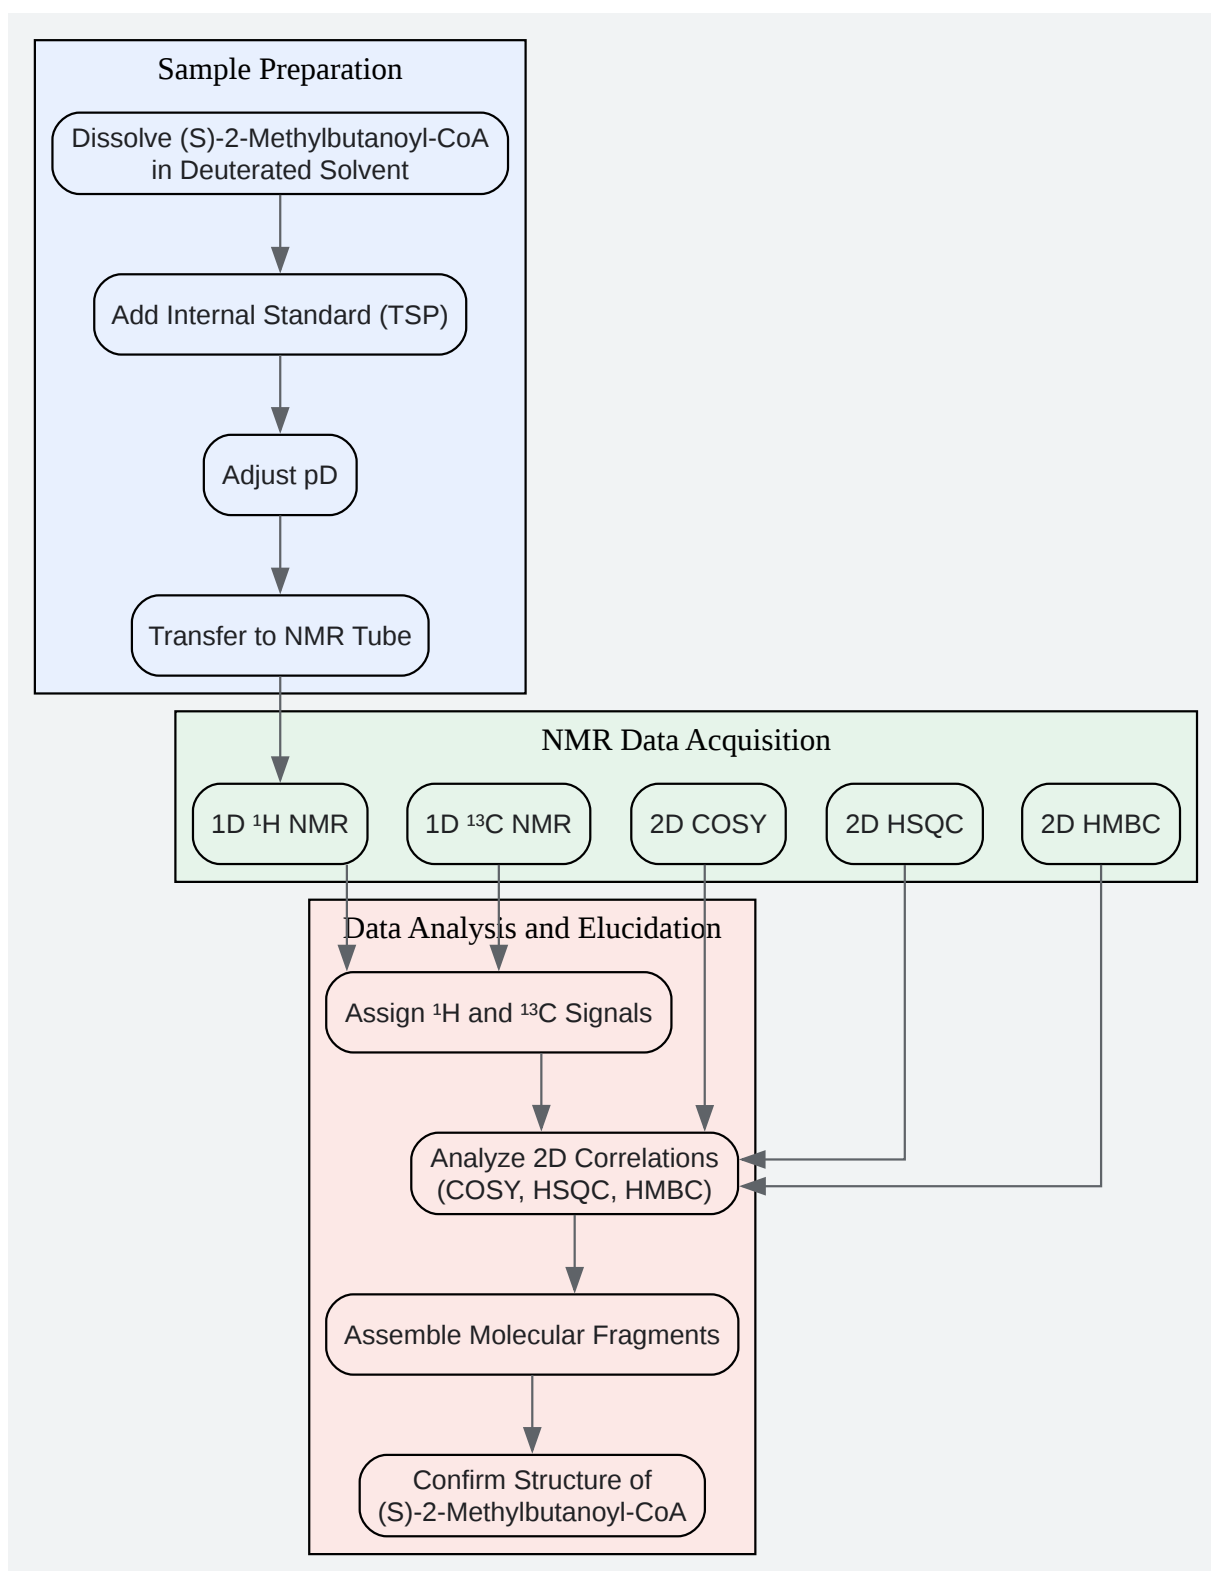 Sample Preparation
Dissolve (S)-2-Methylbutanoyl-CoA
in Deuterated Solvent
Add Internal Standard (TSP)
Adjust pD
Transfer to NMR Tube
NMR Data Acquisition
1D ¹H NMR
1D ¹³C NMR
2D COSY
2D HSQC
2D HMBC
Data Analysis and Elucidation
Assign ¹H and ¹³C Signals
Analyze 2D Correlations
(COSY, HSQC, HMBC)
Assemble Molecular Fragments
Confirm Structure of
(S)-2-Methylbutanoyl-CoA